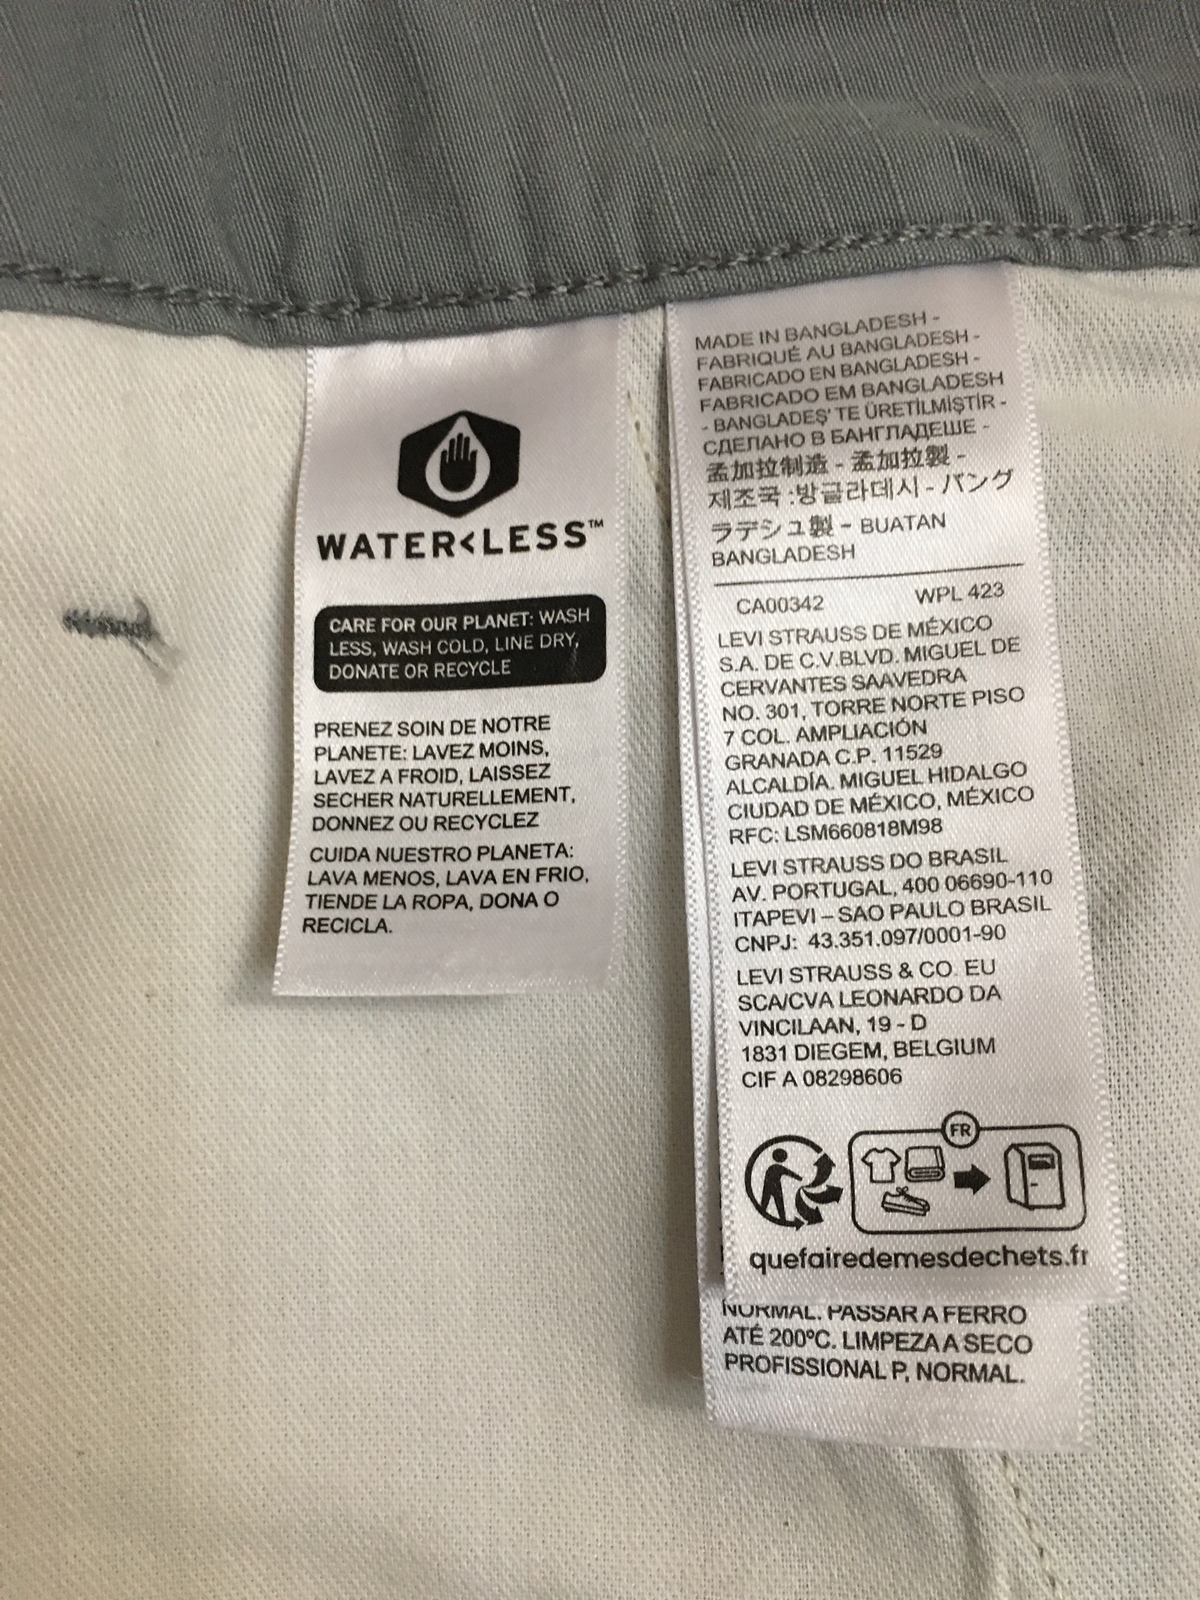 WATER<LESS™
CARE FOR OUR PLANET: WASH
LESS, WASH COLD, LINE DRY,
DONATE OR RECYCLE
PRENEZ SOIN DE NOTRE
PLANETE: LAVEZ MOINS,
LAVEZ A FROID, LAISSEZ
SECHER NATURELLEMENT,
DONNEZ OU RECYCLEZ
CUIDA NUESTRO PLANETA:
LAVA MENOS, LAVA EN FRIO,
TIENDE LA ROPA, DONA O
RECICLA.
MADE IN BANGLADESH -
FABRIQUÉ AU BANGLADESH -
FABRICADO EN BANGLADESH -
FABRICADO EM BANGLADESH
- BANGLADEŞ' TE ÜRETİLMİŞTİR -
СДЕЛАНО В БАНГЛАДЕШЕ -
孟加拉制造 - 孟加拉製 -
제조국 :방글라데시 - バング
ラデシュ製 - BUATAN
BANGLADESH
CA00342 WPL 423
LEVI STRAUSS DE MÉXICO
S.A. DE C.V.BLVD. MIGUEL DE
CERVANTES SAAVEDRA
NO. 301, TORRE NORTE PISO
7 COL. AMPLIACIÓN
GRANADA C.P. 11529
ALCALDÍA. MIGUEL HIDALGO
CIUDAD DE MÉXICO, MÉXICO
RFC: LSM660818M98
LEVI STRAUSS DO BRASIL
AV. PORTUGAL, 400 06690-110
ITAPEVI – SAO PAULO BRASIL
CNPJ: 43.351.097/0001-90
LEVI STRAUSS & CO. EU
SCA/CVA LEONARDO DA
VINCILAAN, 19 - D
1831 DIEGEM, BELGIUM
CIF A 08298606
FR
quefairedemesdechets.fr
NORMAL. PASSAR A FERRO
ATÉ 200ºC. LIMPEZA A SECO
PROFISSIONAL P, NORMAL.